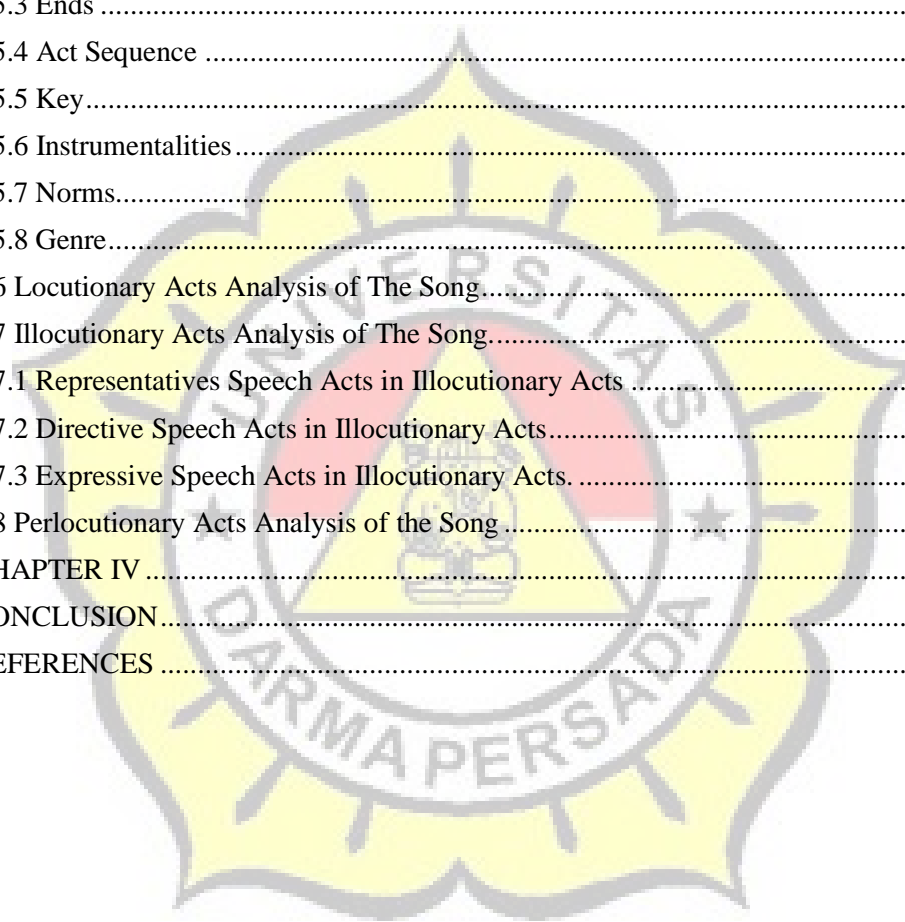 5.3 Ends ........................................................................................................
5.4 Act Sequence ........................................................................................................
5.5 Key........................................................................................................
5.6 Instrumentalities........................................................................................................
5.7 Norms........................................................................................................
5.8 Genre........................................................................................................
6 Locutionary Acts Analysis of The Song........................................................................
7 Illocutionary Acts Analysis of The Song........................................................................
7.1 Representatives Speech Acts in Illocutionary Acts ................................................
7.2 Directive Speech Acts in Illocutionary Acts................................................................
7.3 Expressive Speech Acts in Illocutionary Acts. ........................................................
8 Perlocutionary Acts Analysis of the Song ................................................................
HAPTER IV ........................................................................................................
ONCLUSION........................................................................................................
EFERENCES ........................................................................................................
UNIVERSITAS
DARMA PERSADA